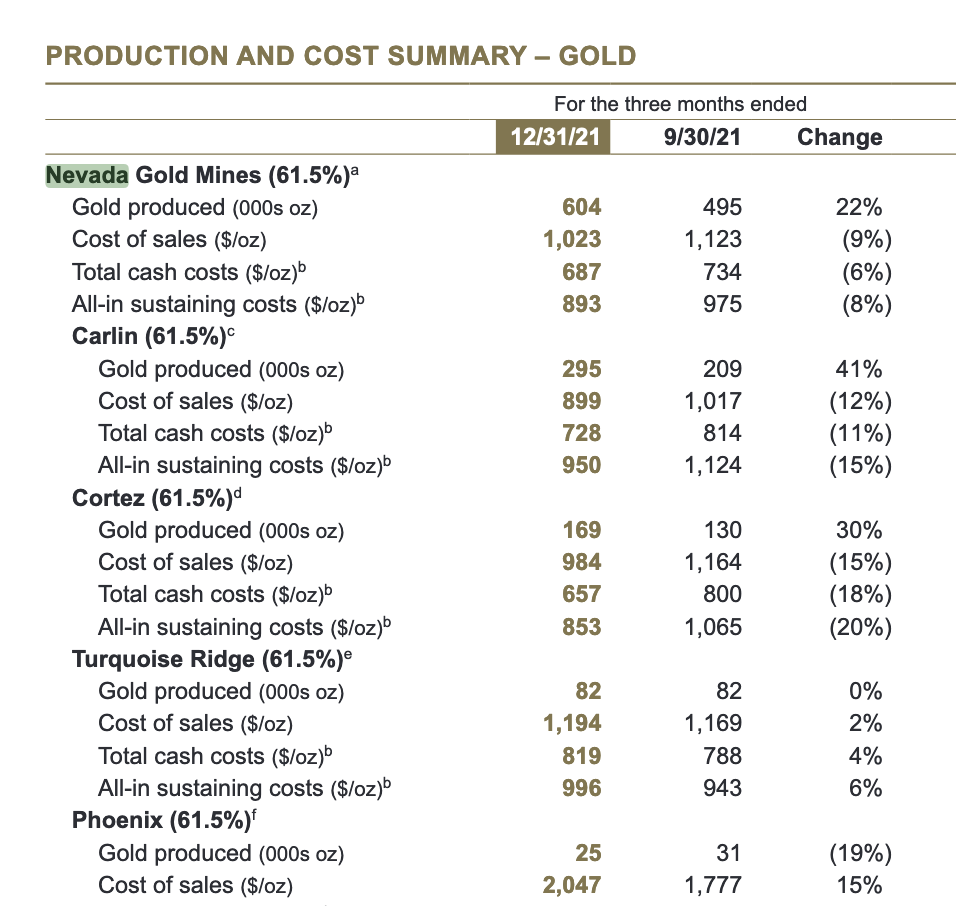 PRODUCTION AND COST SUMMARY – GOLD
For the three months ended
12/31/21 9/30/21 Change
Nevada Gold Mines (61.5%)a
Gold produced (000s oz) 604 495 22%
Cost of sales ($/oz) 1,023 1,123 (9%)
Total cash costs ($/oz)b 687 734 (6%)
All-in sustaining costs ($/oz)b 893 975 (8%)
Carlin (61.5%)c
Gold produced (000s oz) 295 209 41%
Cost of sales ($/oz) 899 1,017 (12%)
Total cash costs ($/oz)b 728 814 (11%)
All-in sustaining costs ($/oz)b 950 1,124 (15%)
Cortez (61.5%)d
Gold produced (000s oz) 169 130 30%
Cost of sales ($/oz) 984 1,164 (15%)
Total cash costs ($/oz)b 657 800 (18%)
All-in sustaining costs ($/oz)b 853 1,065 (20%)
Turquoise Ridge (61.5%)e
Gold produced (000s oz) 82 82 0%
Cost of sales ($/oz) 1,194 1,169 2%
Total cash costs ($/oz)b 819 788 4%
All-in sustaining costs ($/oz)b 996 943 6%
Phoenix (61.5%)f
Gold produced (000s oz) 25 31 (19%)
Cost of sales ($/oz) 2,047 1,777 15%